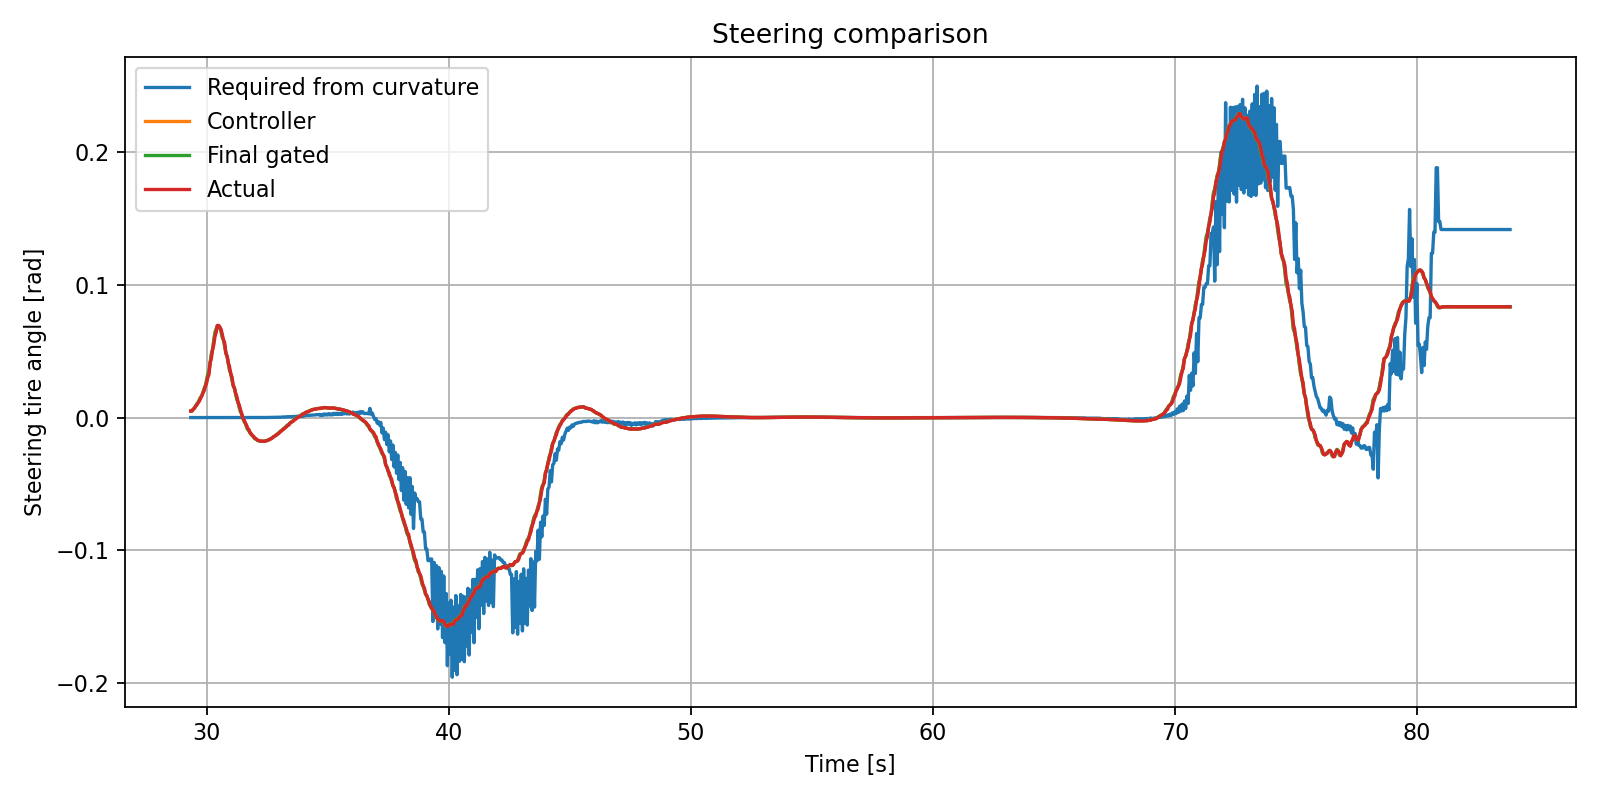 Steering comparison
Required from curvature
Controller
Final gated
Actual
Steering tire angle [rad]
0.2
0.1
0.0
−0.1
−0.2
30 40 50 60 70 80
Time [s]